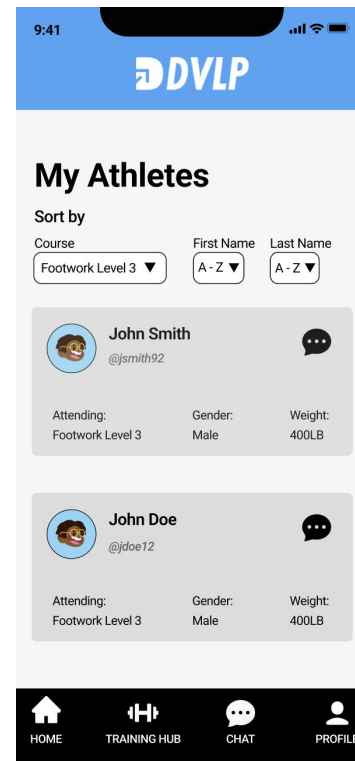 9:41
DVLP
My Athletes
Sort by
Course First Name Last Name
Footwork Level 3 A - Z A - Z
John Smith
@jsmith92
Attending: Gender: Weight:
Footwork Level 3 Male 400LB
John Doe
@jdoe12
Attending: Gender: Weight:
Footwork Level 3 Male 400LB
HOME TRAINING HUB CHAT PROFILE